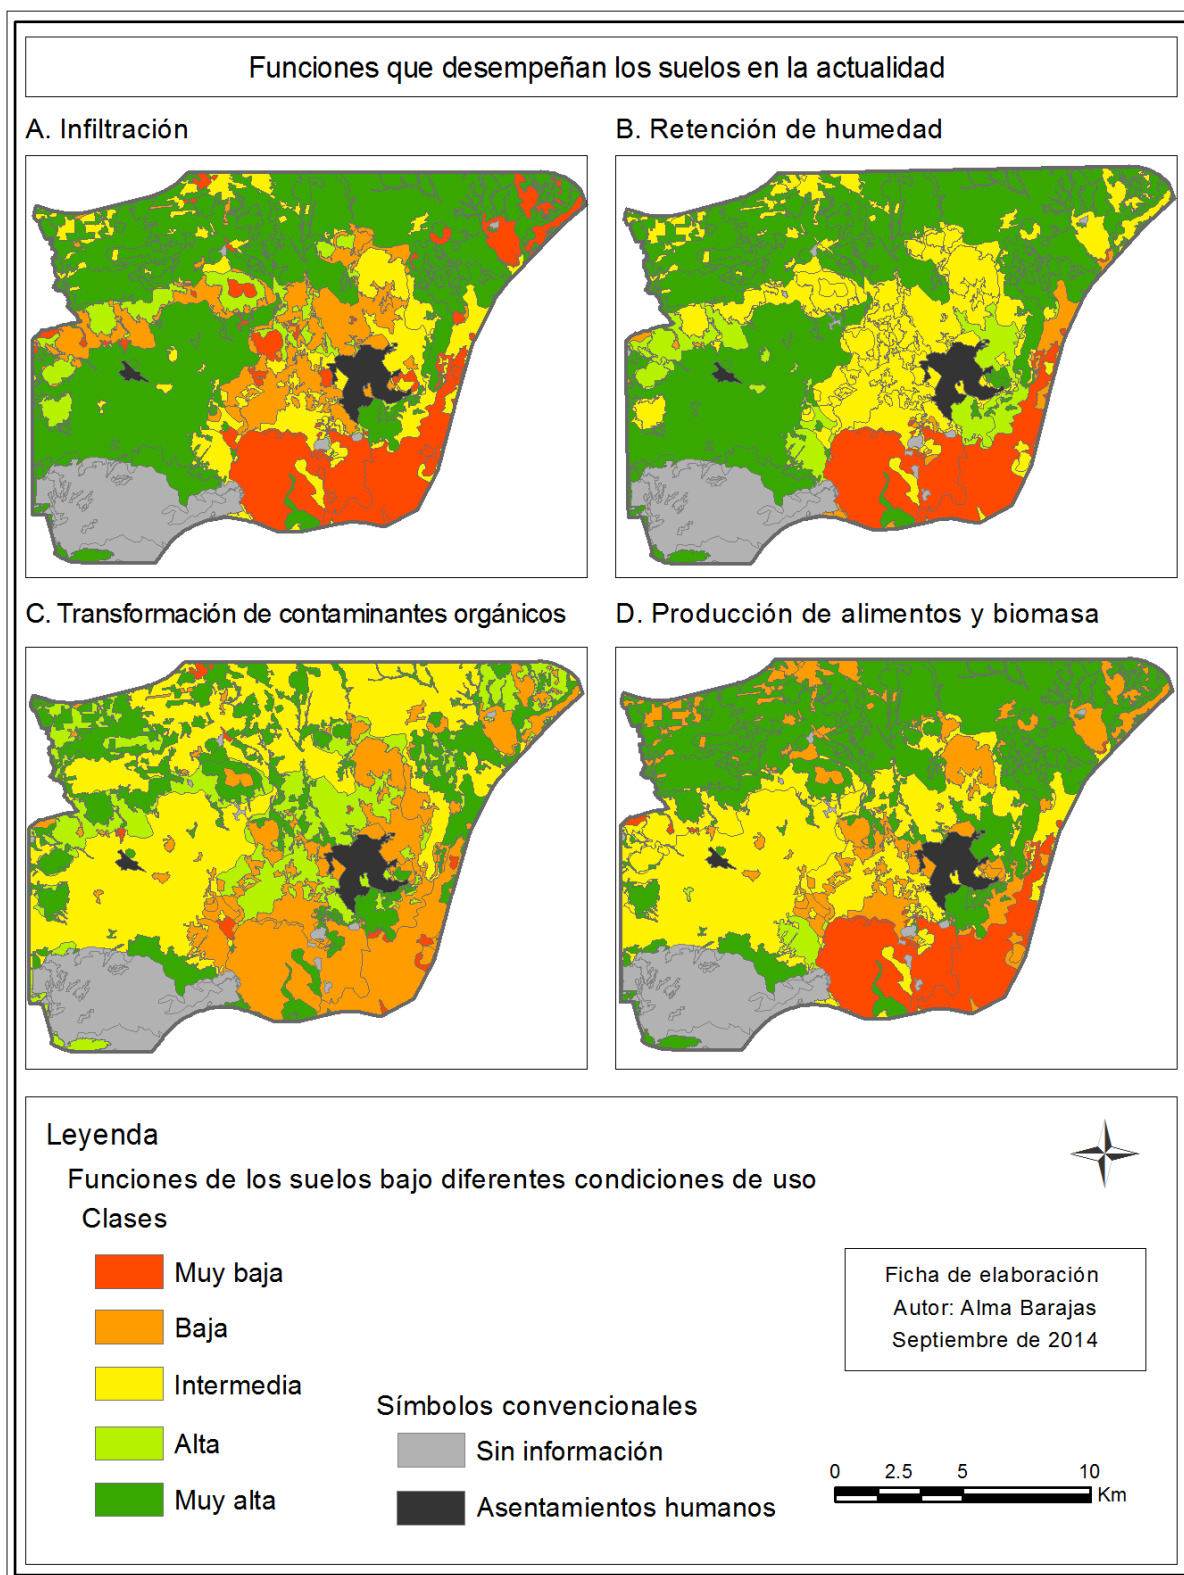 Funciones que desempeñan los suelos en la actualidad
A. Infiltración
B. Retención de humedad
C. Transformación de contaminantes orgánicos
D. Producción de alimentos y biomasa
Leyenda
Funciones de los suelos bajo diferentes condiciones de uso
Clases
Muy baja
Baja
Intermedia
Alta
Muy alta
Símbolos convencionales
Sin información
Asentamientos humanos
Ficha de elaboración
Autor: Alma Barajas
Septiembre de 2014
0 2.5 5 10
Km